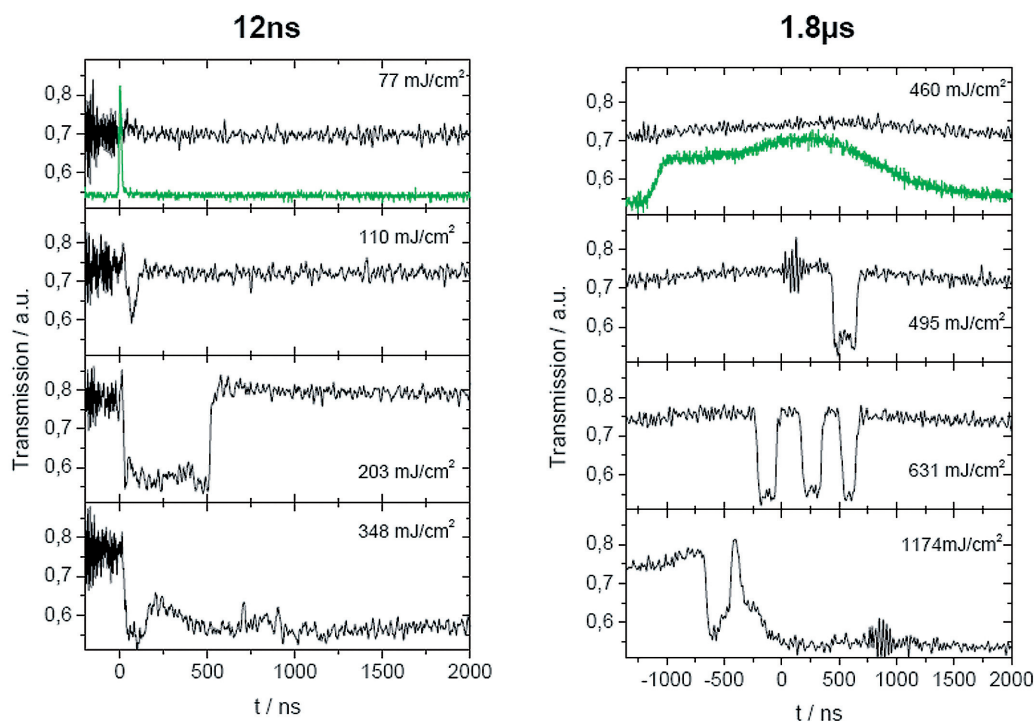 12ns
77 mJ/cm²
0,8
0,7
0,6
110 mJ/cm²
0,8
0,7
0,6
203 mJ/cm²
0,8
0,7
0,6
348 mJ/cm²
0,8
0,7
0,6
Transmission / a.u.
0 500 1000 1500 2000
t / ns
1.8µs
460 mJ/cm²
0,8
0,7
0,6
495 mJ/cm²
0,8
0,7
0,6
631 mJ/cm²
0,8
0,7
0,6
1174mJ/cm²
0,8
0,7
0,6
Transmission / a.u.
-1000 -500 0 500 1000 1500 2000
t / ns